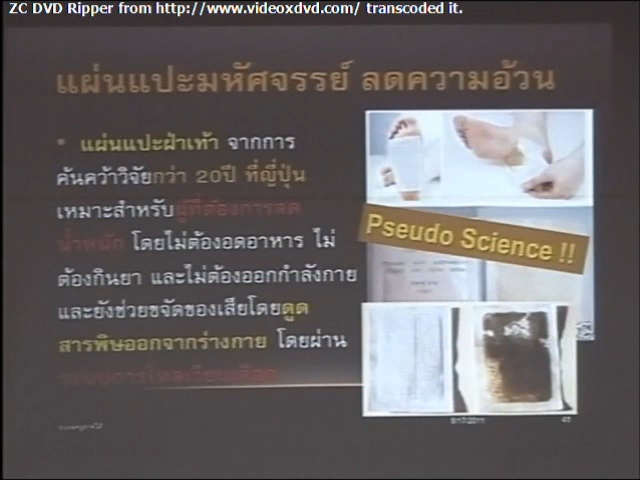 ZC DVD Ripper from http://www.videoxdvd.com/ transcoded it.
แผ่นแปะมหัศจรรย์ ลดความอ้วน
• แผ่นแปะฝ่าเท้า จากการ
ค้นคว้าวิจัยกว่า 20ปี ที่ญี่ปุ่น
เหมาะสำหรับผู้ที่ต้องการลด
น้ำหนัก โดยไม่ต้องอดอาหาร ไม่
ต้องกินยา และไม่ต้องออกกำลังกาย
และยังช่วยขจัดของเสียโดยดูด
สารพิษออกจากร่างกาย โดยผ่าน
ระบบการไหลเวียนเลือด
Pseudo Science !!
8/17/2011
43